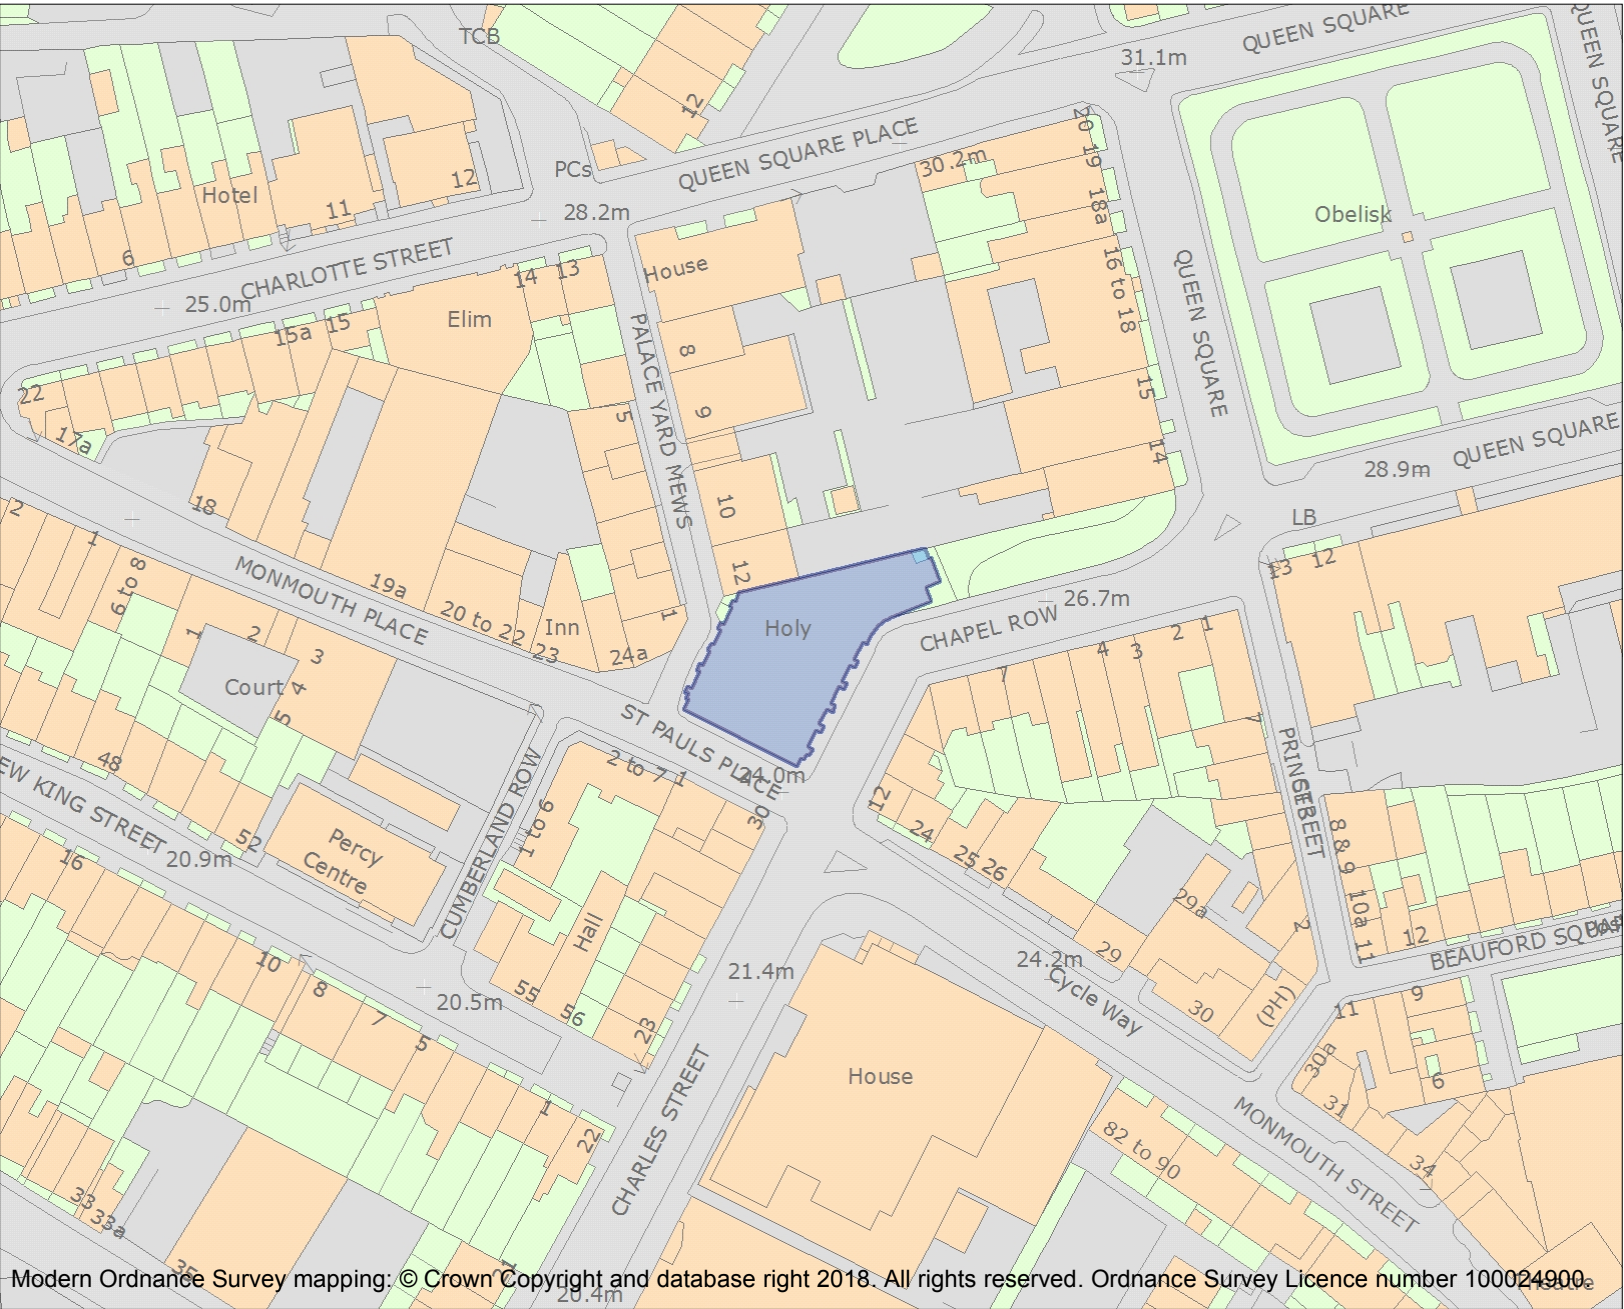 TCB
QUEEN SQUARE
31.1m
QUEEN SQUARE
12
QUEEN SQUARE PLACE
20
19
18a
16 to 18
15
14
30.2m
PCs
28.2m
Hotel
11
12
6
CHARLOTTE STREET
25.0m
Obelisk
QUEEN SQUARE
QUEEN SQUARE
28.9m
LB
House
8
9
10
12
PALACE YARD MEWS
14
13
Elim
15a
15
22
17a
18
5
1
2
1
6 to 8
MONMOUTH PLACE
19a
20 to 22
23
Inn
24a
Holy
CHAPEL ROW
26.7m
13
12
1
2
3
4
5
Court
ST PAULS PLACE
24.0m
7
4
3
2
1
7
48
NEW KING STREET
52
20.9m
Percy
Centre
CUMBERLAND ROW
2 to 7
1
1 to 6
30
Hall
12
24
25
26
29a
29
30
(PH)
2
8 & 9
10a
11
12
BEAUFORD SQUARE
16
10
8
7
5
1
22
20.5m
55
56
23
21.4m
24.2m
Cycle Way
House
CHARLES STREET
11
9
6
30a
31
34
82 to 90
MONMOUTH STREET
33
33a
35
21
20.4m
Theatre
Modern Ordnance Survey mapping: © Crown Copyright and database right 2018. All rights reserved. Ordnance Survey Licence number 100024900.